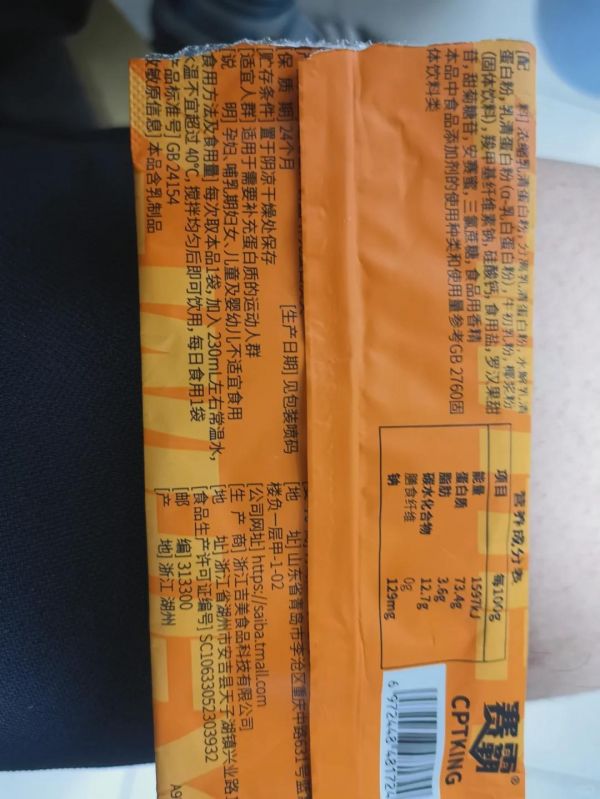 [配 料] 浓缩乳清蛋白粉, 分离乳清蛋白粉, 水解乳清
蛋白粉, 乳清蛋白粉 (α-乳白蛋白粉), 牛初乳粉, 椰浆粉
(固体饮料), 羧甲基纤维素钠, 硅酸钙, 食用盐, 罗汉果甜
苷, 甜菊糖苷, 安赛蜜, 三氯蔗糖, 食品用香精
本品中食品添加剂的使用种类和使用量参考GB 2760固
体饮料类
营养成分表
项目 每100g
能量 1597kJ
蛋白质 73.4g
脂肪 3.6g
碳水化合物 12.7g
膳食纤维 0g
钠 129mg
赛霸®
CPTKING
6 972448 48172
保 质 期] 24个月
[生产日期] 见包装喷码
[贮存条件] 置于阴凉干燥处保存
[适宜人群] 适用于需要补充蛋白质的运动人群
说 明] 孕妇、哺乳期妇女、儿童及婴幼儿不适宜食用
食用方法及食用量] 每次取本品1袋, 加入 230mL左右常温水,
水温不宜超过 40℃, 搅拌均匀后即可饮用, 每日食用1袋
产品标准号] GB 24154
致敏原信息] 本品含乳制品
[地 址] 山东省青岛市李沧区重庆中路631号蓝
楼负一层甲-1-02
[公司网址] https://saiba.tmall.com
生 产 商] 浙江吉美食品科技有限公司
[地 址] 浙江省湖州市安吉县天子湖镇兴业路1
[食品生产许可证编号] SC10633052303932
[邮 编] 313300
[产 地] 浙江 湖州
A9